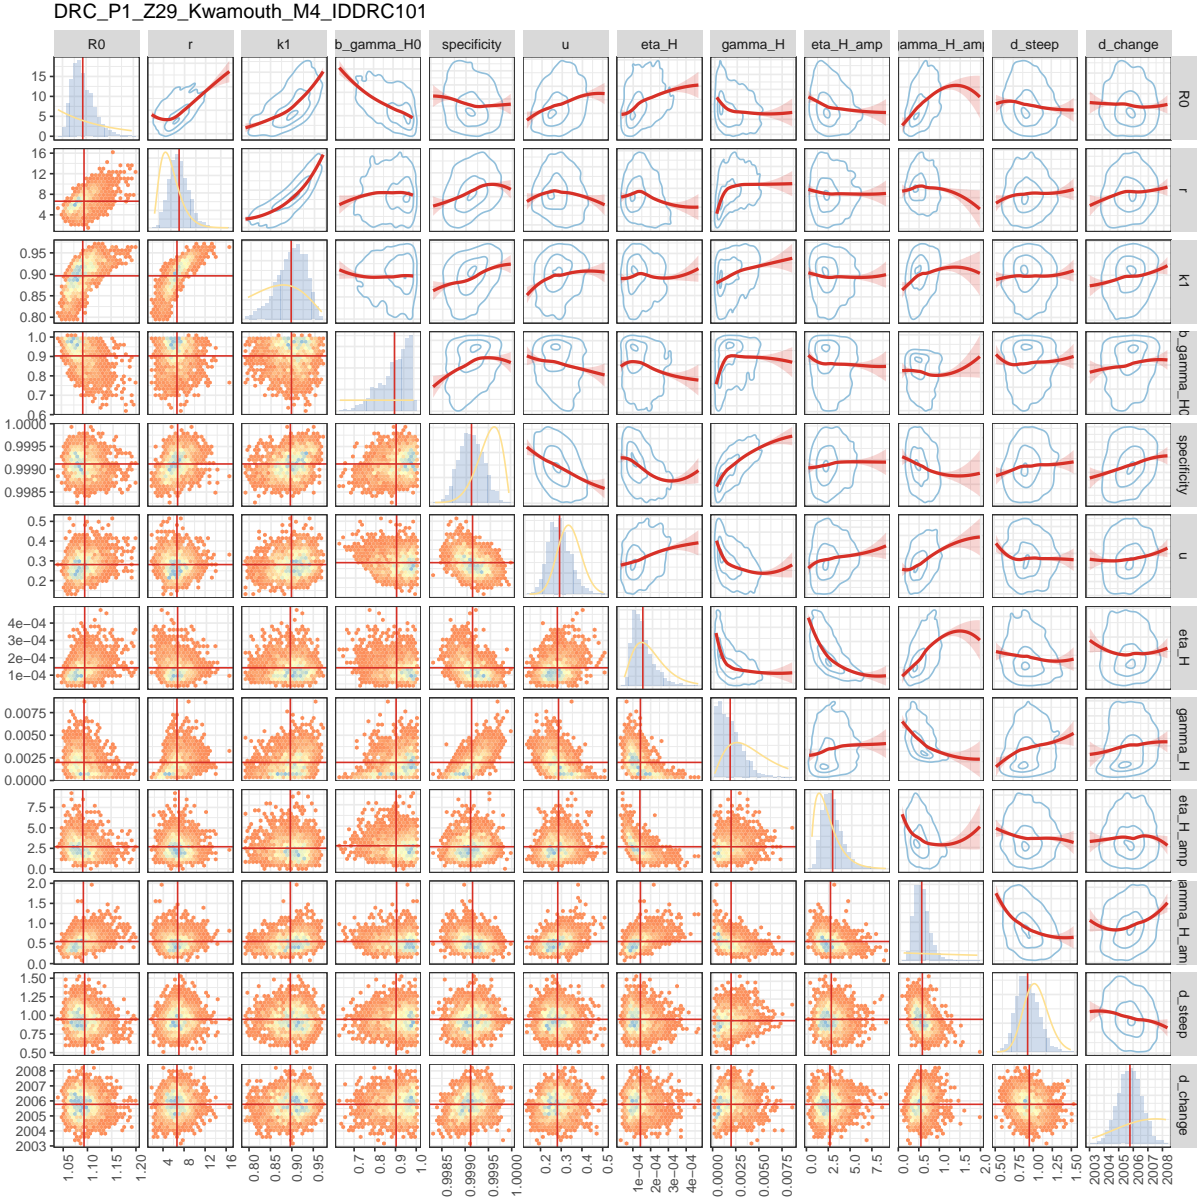 DRC_P1_Z29_Kwamouth_M4_IDDRC101
R0 r k1 b_gamma_H0 specificity u eta_H gamma_H eta_H_amp gamma_H_amp d_steep d_change
15
10
5
0
R0
16
12
8
4
r
0.95
0.90
0.85
0.80
k1
1.0
0.9
0.8
0.7
0.6
b_gamma_H0
1.0000
0.9995
0.9990
0.9985
specificity
0.5
0.4
0.3
0.2
u
4e−04
3e−04
2e−04
1e−04
eta_H
0.0075
0.0050
0.0025
0.0000
gamma_H
7.5
5.0
2.5
0.0
eta_H_amp
2.0
1.5
1.0
0.5
0.0
gamma_H_am
1.50
1.25
1.00
0.75
0.50
d_steep
2008
2007
2006
2005
2004
2003
d_change
1.05 1.10 1.15 1.20 4 8 12 16 0.80 0.85 0.90 0.95 0.7 0.8 0.9 1.0 0.9985 0.9990 0.9995 1.0000 0.2 0.3 0.4 0.5 1e−04 2e−04 3e−04 4e−04 0.0000 0.0025 0.0050 0.0075 0.0 2.5 5.0 7.5 0.0 0.5 1.0 1.5 2.0 0.50 0.75 1.00 1.25 1.50 2003 2004 2005 2006 2007 2008